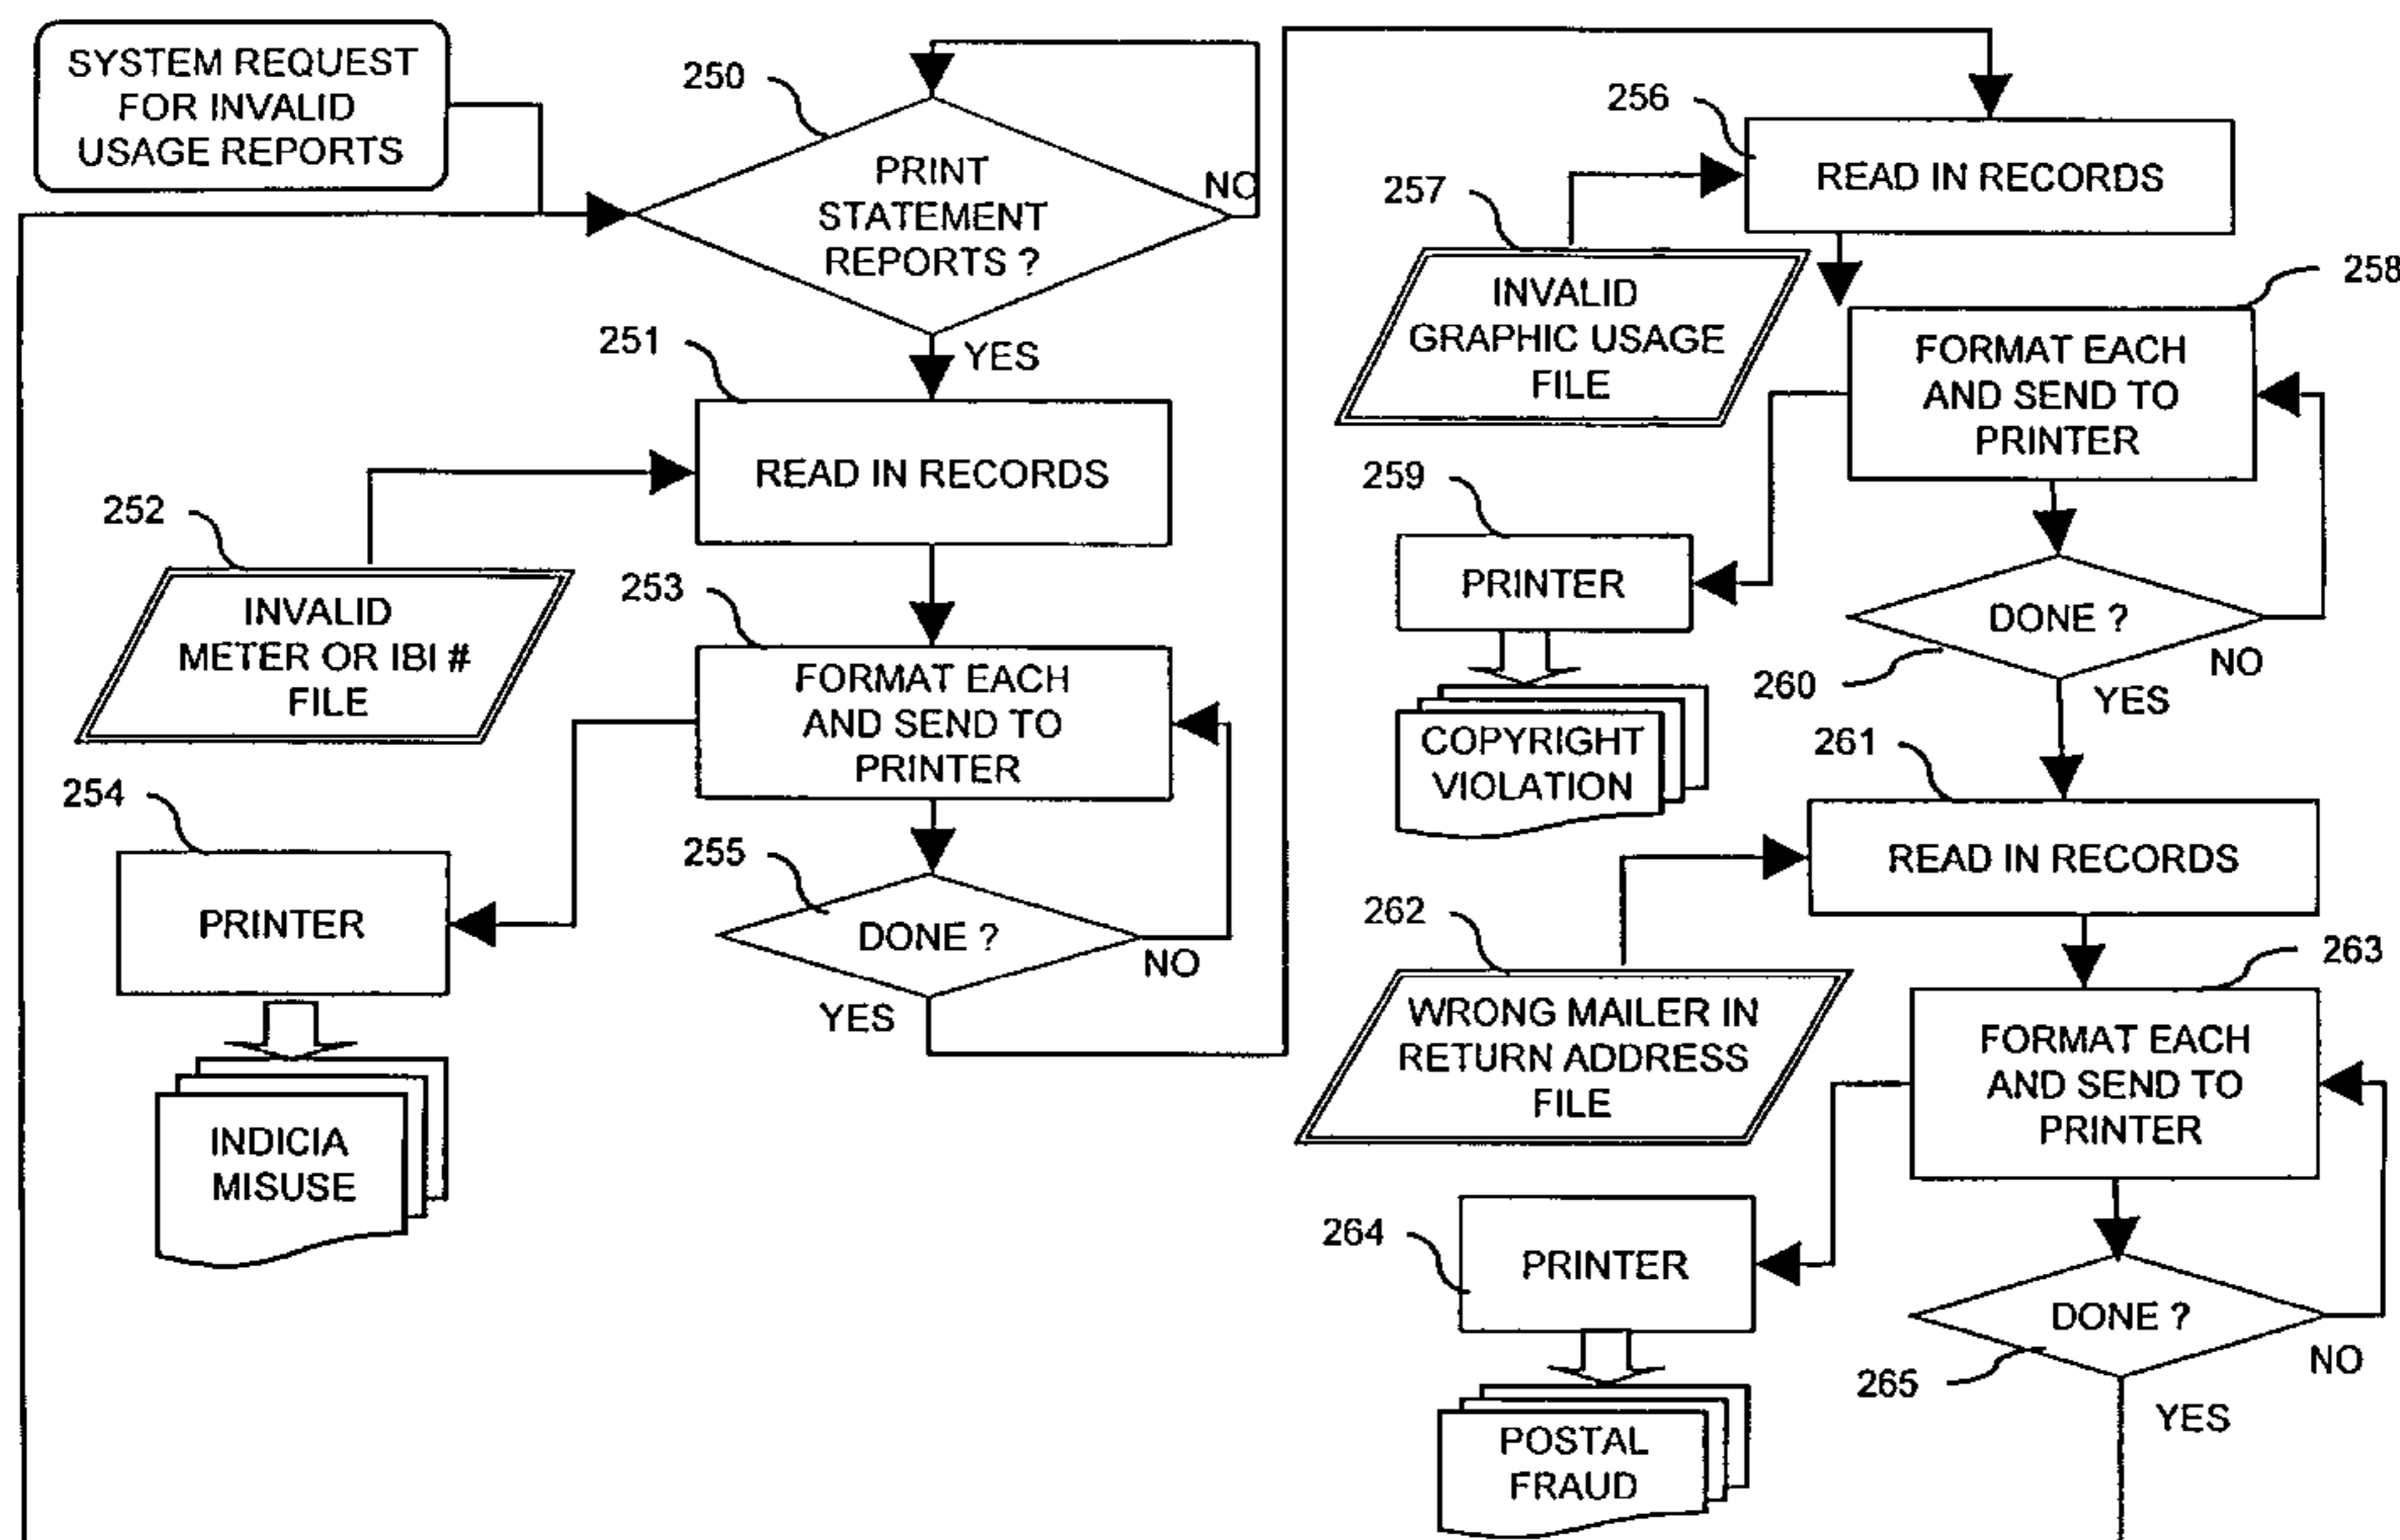 SYSTEM REQUEST
FOR INVALID
USAGE REPORTS
250
PRINT
STATEMENT
REPORTS ?
NO
YES
251
READ IN RECORDS
252
INVALID
METER OR IBI #
FILE
253
FORMAT EACH
AND SEND TO
PRINTER
254
PRINTER
255
DONE ?
NO
YES
INDICIA
MISUSE
256
READ IN RECORDS
257
INVALID
GRAPHIC USAGE
FILE
258
FORMAT EACH
AND SEND TO
PRINTER
259
PRINTER
DONE ?
260
NO
YES
COPYRIGHT
VIOLATION
261
READ IN RECORDS
262
WRONG MAILER IN
RETURN ADDRESS
FILE
263
FORMAT EACH
AND SEND TO
PRINTER
264
PRINTER
DONE ?
265
NO
YES
POSTAL
FRAUD